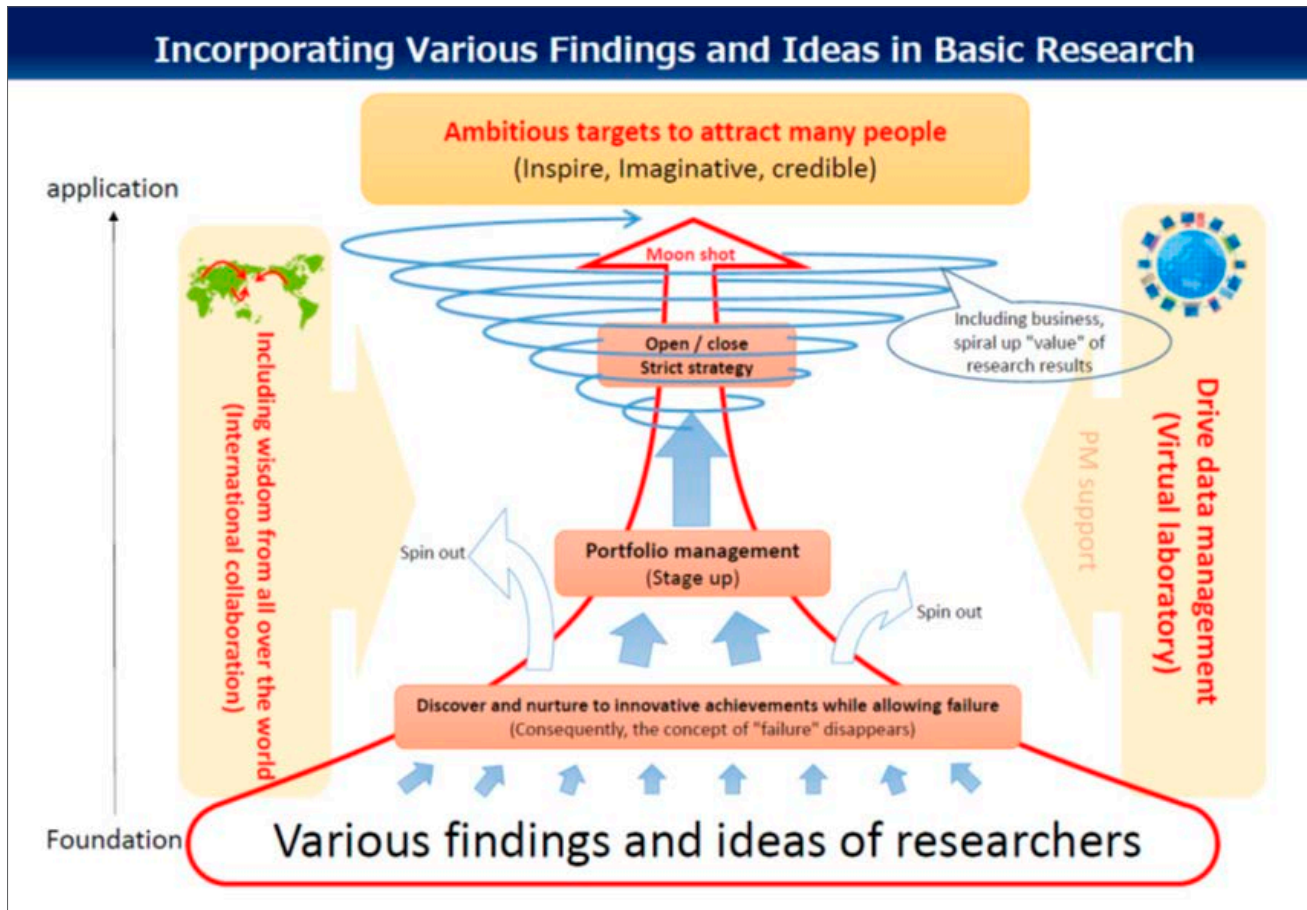 Incorporating Various Findings and Ideas in Basic Research
Ambitious targets to attract many people
(Inspire, Imaginative, credible)
application
Moon shot
Including business,
spiral up "value" of
research results
Open / close
Strict strategy
Including wisdom from all over the world
(International collaboration)
Drive data management
(Virtual laboratory)
PM support
Spin out
Portfolio management
(Stage up)
Spin out
Discover and nurture to innovative achievements while allowing failure
(Consequently, the concept of "failure" disappears)
Foundation
Various findings and ideas of researchers